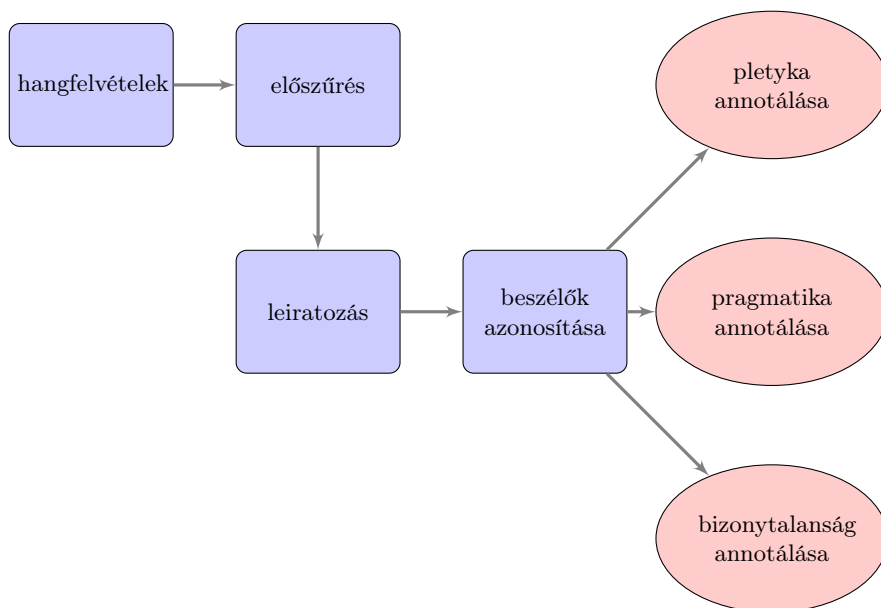 hangfelvételek
előszűrés
pletyka
annotálása
leiratozás
beszélők
azonosítása
pragmatika
annotálása
bizonytalanság
annotálása